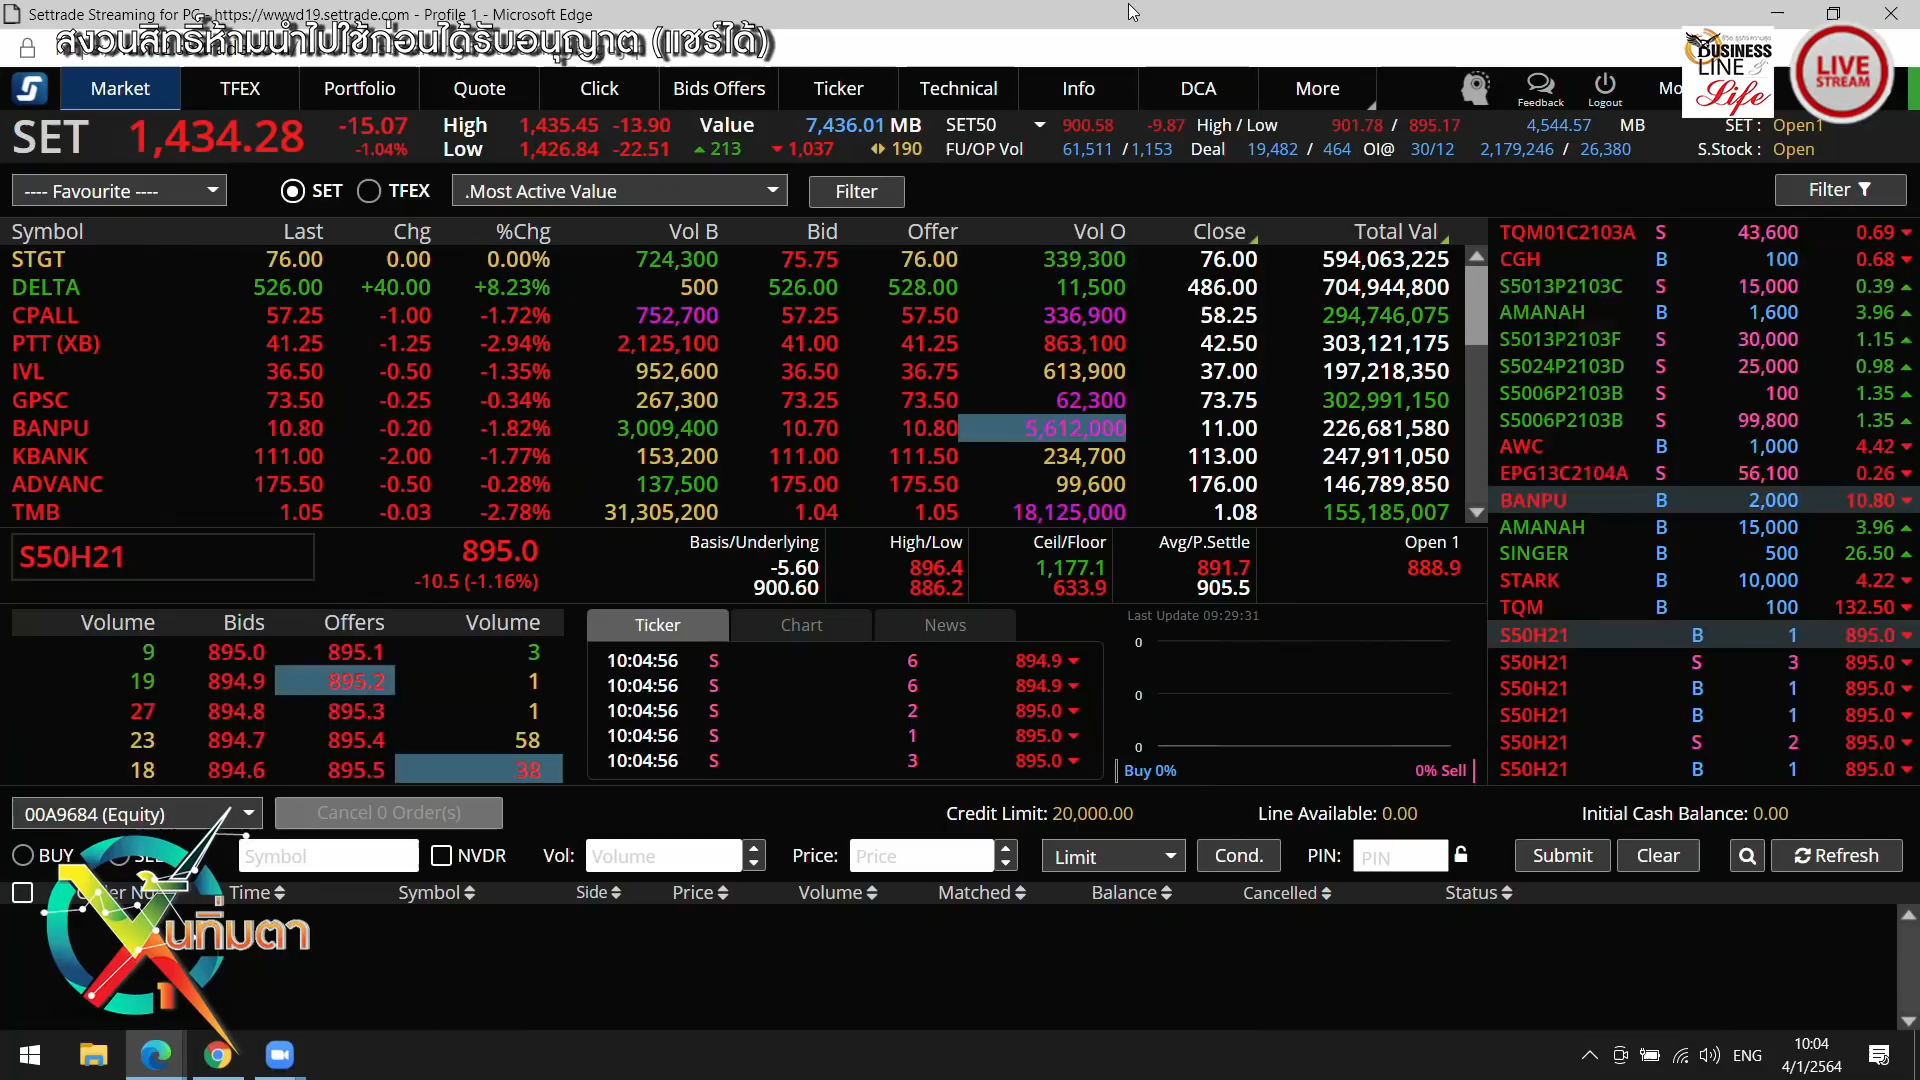 Settrade Streaming for PC - https://wwwd19.settrade.com - Profile 1 - Microsoft Edge
สงวนสิทธิ์ห้ามนำไปใช้ก่อนได้รับอนุญาต (แชร์ได้)
BUSINESS
LINE &
Life
LIVE
STREAM
Market TFEX Portfolio Quote Click Bids Offers Ticker Technical Info DCA More Feedback Logout
SET 1,434.28 -15.07 -1.04%
High 1,435.45 -13.90 Value 7,436.01 MB SET50 900.58 -9.87 High / Low 901.78 / 895.17 4,544.57 MB SET : Open1
Low 1,426.84 -22.51 213 1,037 190 FU/OP Vol 61,511 / 1,153 Deal 19,482 / 464 OI@ 30/12 2,179,246 / 26,380 S.Stock : Open
---- Favourite ---- SET TFEX .Most Active Value Filter Filter
Symbol Last Chg %Chg Vol B Bid Offer Vol O Close Total Val
STGT 76.00 0.00 0.00% 724,300 75.75 76.00 339,300 76.00 594,063,225
DELTA 526.00 +40.00 +8.23% 500 526.00 528.00 11,500 486.00 704,944,800
CPALL 57.25 -1.00 -1.72% 752,700 57.25 57.50 336,900 58.25 294,746,075
PTT (XB) 41.25 -1.25 -2.94% 2,125,100 41.00 41.25 863,100 42.50 303,121,175
IVL 36.50 -0.50 -1.35% 952,600 36.50 36.75 613,900 37.00 197,218,350
GPSC 73.50 -0.25 -0.34% 267,300 73.25 73.50 62,300 73.75 302,991,150
BANPU 10.80 -0.20 -1.82% 3,009,400 10.70 10.80 5,612,000 11.00 226,681,580
KBANK 111.00 -2.00 -1.77% 153,200 111.00 111.50 234,700 113.00 247,911,050
ADVANC 175.50 -0.50 -0.28% 137,500 175.00 175.50 99,600 176.00 146,789,850
TMB 1.05 -0.03 -2.78% 31,305,200 1.04 1.05 18,125,000 1.08 155,185,007
TQM01C2103A S 43,600 0.69
CGH B 100 0.68
S5013P2103C S 15,000 0.39
AMANAH B 1,600 3.96
S5013P2103F S 30,000 1.15
S5024P2103D S 25,000 0.98
S5006P2103B S 100 1.35
S5006P2103B S 99,800 1.35
AWC B 1,000 4.42
EPG13C2104A S 56,100 0.26
BANPU B 2,000 10.80
AMANAH B 15,000 3.96
SINGER B 500 26.50
STARK B 10,000 4.22
TQM B 100 132.50
S50H21 B 1 895.0
S50H21 S 3 895.0
S50H21 B 1 895.0
S50H21 B 1 895.0
S50H21 S 2 895.0
S50H21 B 1 895.0
S50H21 895.0 -10.5 (-1.16%)
Basis/Underlying High/Low Ceil/Floor Avg/P.Settle Open 1
-5.60 896.4 1,177.1 891.7 888.9
900.60 886.2 633.9 905.5
Volume Bids Offers Volume
9 895.0 895.1 3
19 894.9 895.2 1
27 894.8 895.3 1
23 894.7 895.4 58
18 894.6 895.5 38
Ticker Chart News
10:04:56 S 6 894.9
10:04:56 S 6 894.9
10:04:56 S 2 895.0
10:04:56 S 1 895.0
10:04:56 S 3 895.0
Last Update 09:29:31
0
0
0
Buy 0% 0% Sell
00A9684 (Equity) Cancel 0 Order(s) Credit Limit: 20,000.00 Line Available: 0.00 Initial Cash Balance: 0.00
BUY Symbol NVDR Vol: Volume Price: Price Limit Cond. PIN: PIN Submit Clear Refresh
Time Symbol Side Price Volume Matched Balance Cancelled Status
นทิมตา
ENG 10:04
4/1/2564